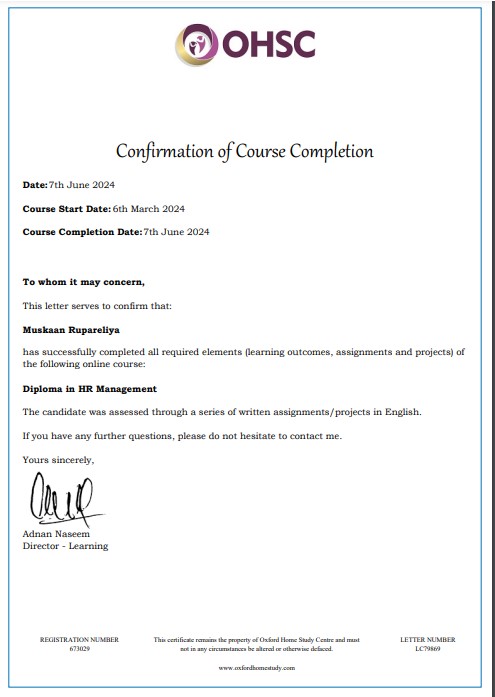 OHSC
Confirmation of Course Completion
Date:7th June 2024
Course Start Date:6th March 2024
Course Completion Date:7th June 2024
To whom it may concern,
This letter serves to confirm that:
Muskaan Rupareliya
has successfully completed all required elements (learning outcomes, assignments and projects) of
the following online course:
Diploma in HR Management
The candidate was assessed through a series of written assignments/projects in English.
If you have any further questions, please do not hesitate to contact me.
Yours sincerely,
Adnan Naseem
Director - Learning
REGISTRATION NUMBER
673029
This certificate remains the property of Oxford Home Study Centre and must
not in any circumstances be altered or otherwise defaced.
www.oxfordhomestudy.com
LETTER NUMBER
LC79869